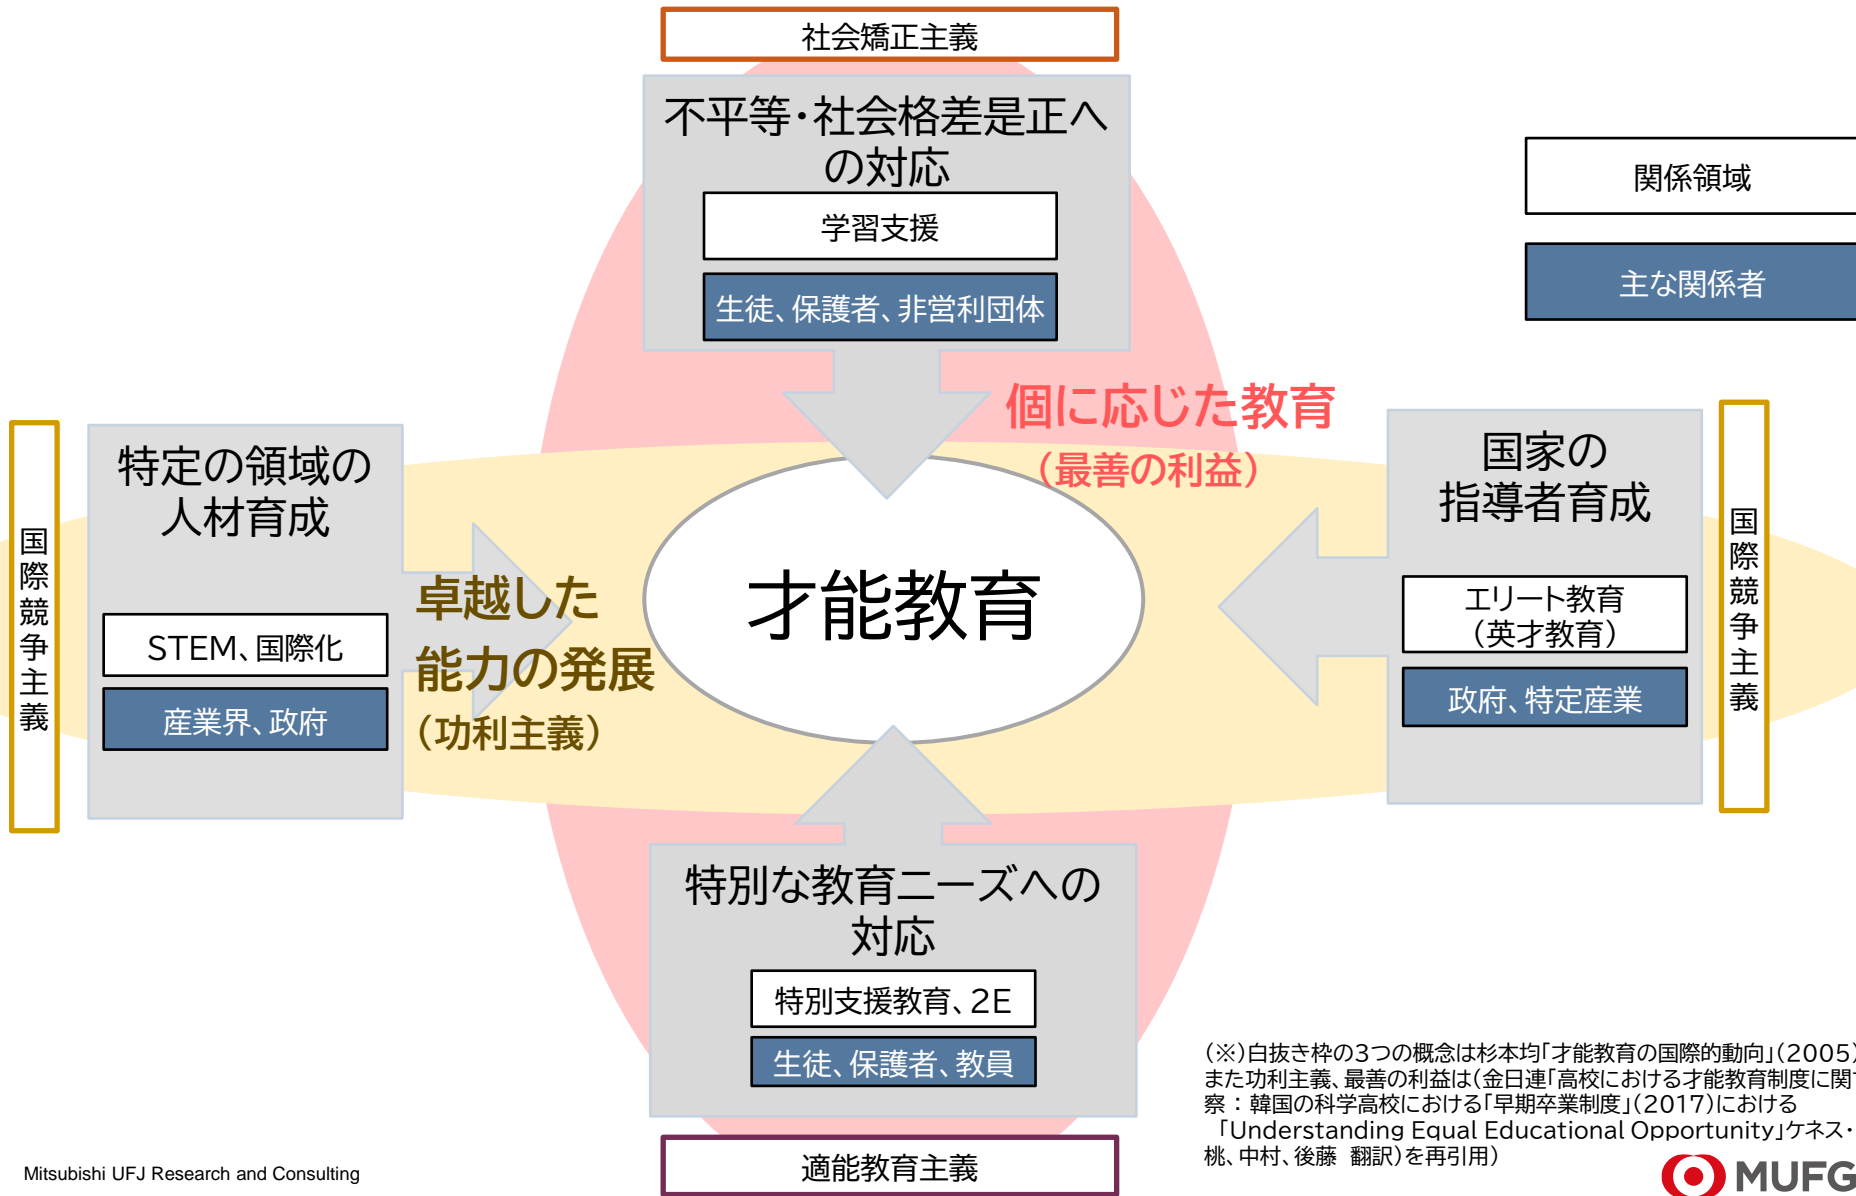 社会矯正主義
不平等・社会格差是正へ
の対応
学習支援
生徒、保護者、非営利団体
関係領域
主な関係者
個に応じた教育
（最善の利益）
国際競争主義
特定の領域の
人材育成
STEM、国際化
産業界、政府
卓越した
能力の発展
（功利主義）
才能教育
国家の
指導者育成
エリート教育
（英才教育）
政府、特定産業
国際競争主義
特別な教育ニーズへの
対応
特別支援教育、2E
生徒、保護者、教員
適能教育主義
（※）白抜き枠の3つの概念は杉本均「才能教育の国際的動向」（2005）
また功利主義、最善の利益は（金日連「高校における才能教育制度に関
察：韓国の科学高校における「早期卒業制度」（2017）における
「Understanding Equal Educational Opportunity」ケネス・
桃、中村、後藤 翻訳）を再引用）
Mitsubishi UFJ Research and Consulting
MUFG